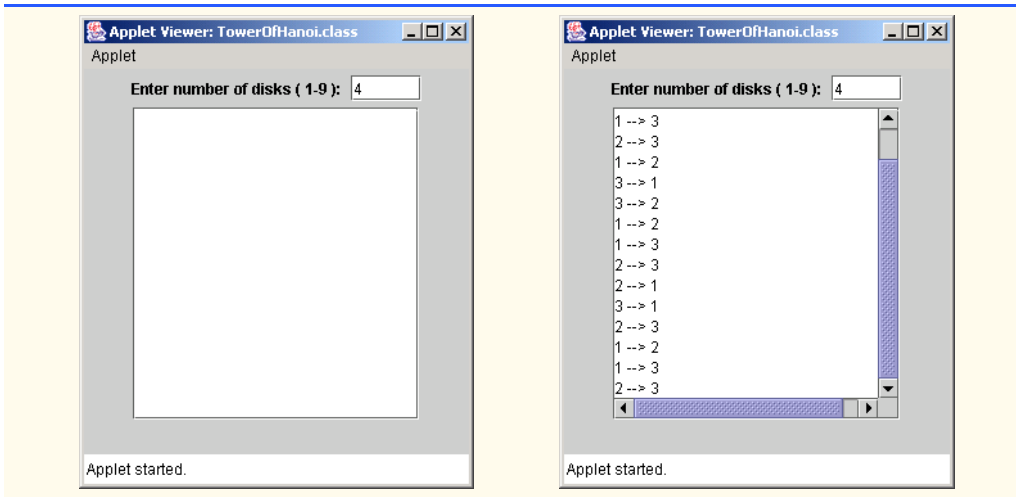 Applet Viewer: TowerOfHanoi.class
Applet
Enter number of disks ( 1-9 ): 4
Applet started.
Applet Viewer: TowerOfHanoi.class
Applet
Enter number of disks ( 1-9 ): 4
1 --> 3
2 --> 3
1 --> 2
3 --> 1
3 --> 2
1 --> 2
1 --> 3
2 --> 3
2 --> 1
3 --> 1
2 --> 3
1 --> 2
1 --> 3
2 --> 3
Applet started.